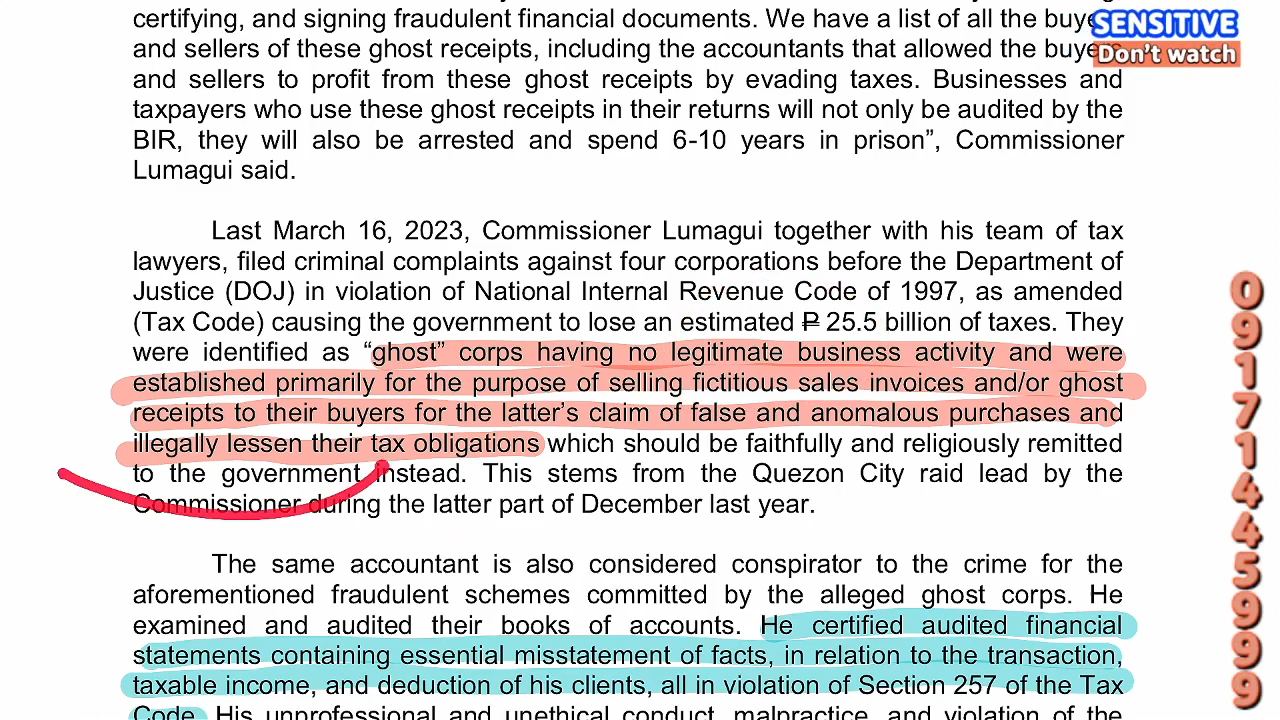 certifying, and signing fraudulent financial documents. We have a list of all the buyers
and sellers of these ghost receipts, including the accountants that allowed the buyers
and sellers to profit from these ghost receipts by evading taxes. Businesses and
taxpayers who use these ghost receipts in their returns will not only be audited by the
BIR, they will also be arrested and spend 6-10 years in prison”, Commissioner
Lumagui said.
Last March 16, 2023, Commissioner Lumagui together with his team of tax
lawyers, filed criminal complaints against four corporations before the Department of
Justice (DOJ) in violation of National Internal Revenue Code of 1997, as amended
(Tax Code) causing the government to lose an estimated ₱ 25.5 billion of taxes. They
were identified as “ghost” corps having no legitimate business activity and were
established primarily for the purpose of selling fictitious sales invoices and/or ghost
receipts to their buyers for the latter’s claim of false and anomalous purchases and
illegally lessen their tax obligations which should be faithfully and religiously remitted
to the government instead. This stems from the Quezon City raid lead by the
Commissioner during the latter part of December last year.
The same accountant is also considered conspirator to the crime for the
aforementioned fraudulent schemes committed by the alleged ghost corps. He
examined and audited their books of accounts. He certified audited financial
statements containing essential misstatement of facts, in relation to the transaction,
taxable income, and deduction of his clients, all in violation of Section 257 of the Tax
Code. His unprofessional and unethical conduct, malpractice, and violation of the
SENSITIVE
Don't watch
09171445999